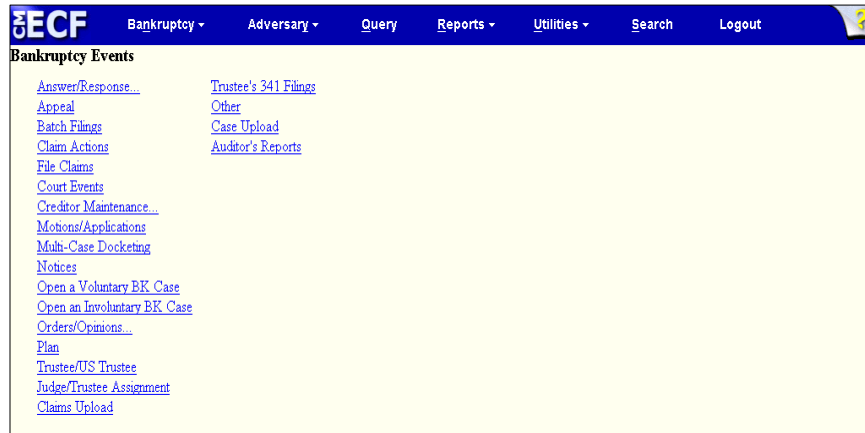 CM ECF Bankruptcy Adversary Query Reports Utilities Search Logout ?
Bankruptcy Events
Answer/Response...
Appeal
Batch Filings
Claim Actions
File Claims
Court Events
Creditor Maintenance...
Motions/Applications
Multi-Case Docketing
Notices
Open a Voluntary BK Case
Open an Involuntary BK Case
Orders/Opinions...
Plan
Trustee/US Trustee
Judge/Trustee Assignment
Claims Upload
Trustee's 341 Filings
Other
Case Upload
Auditor's Reports